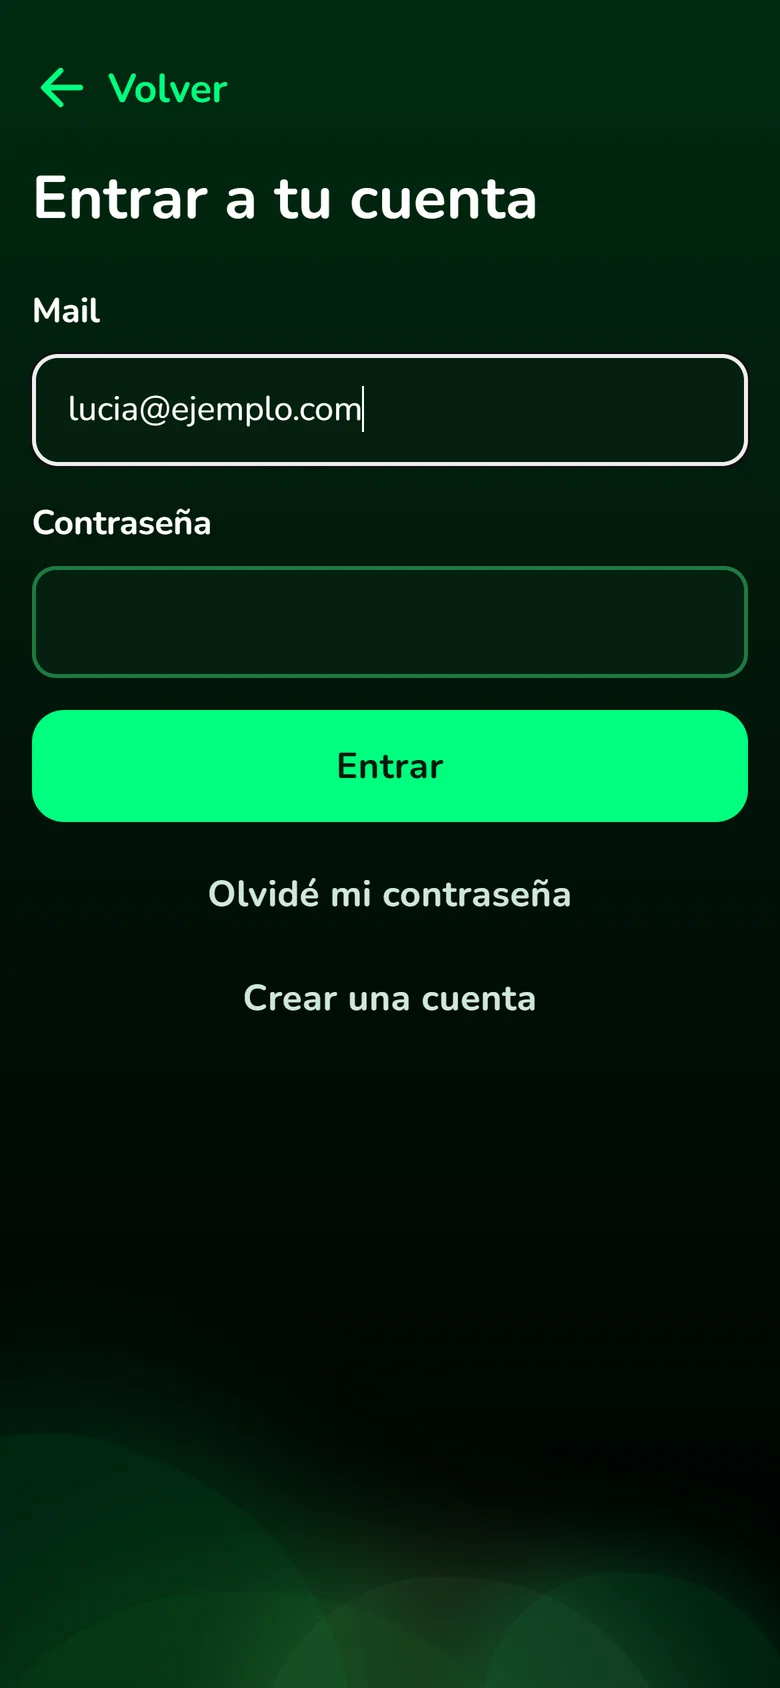 Volver
Entrar a tu cuenta
Mail
lucia@ejemplo.com
Contraseña
Entrar
Olvidé mi contraseña
Crear una cuenta